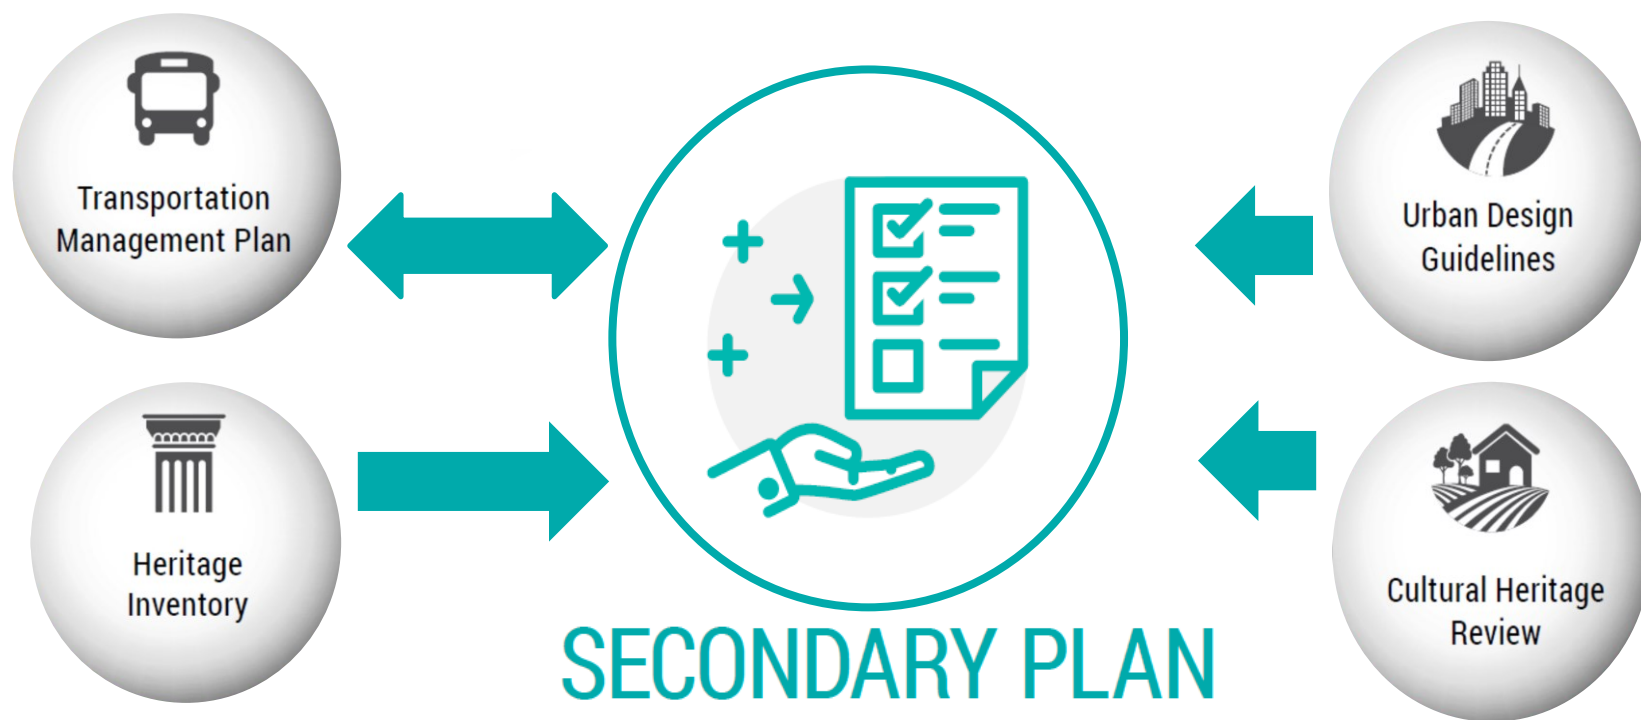 Transportation
Management Plan
Heritage
Inventory
SECONDARY PLAN
Urban Design
Guidelines
Cultural Heritage
Review